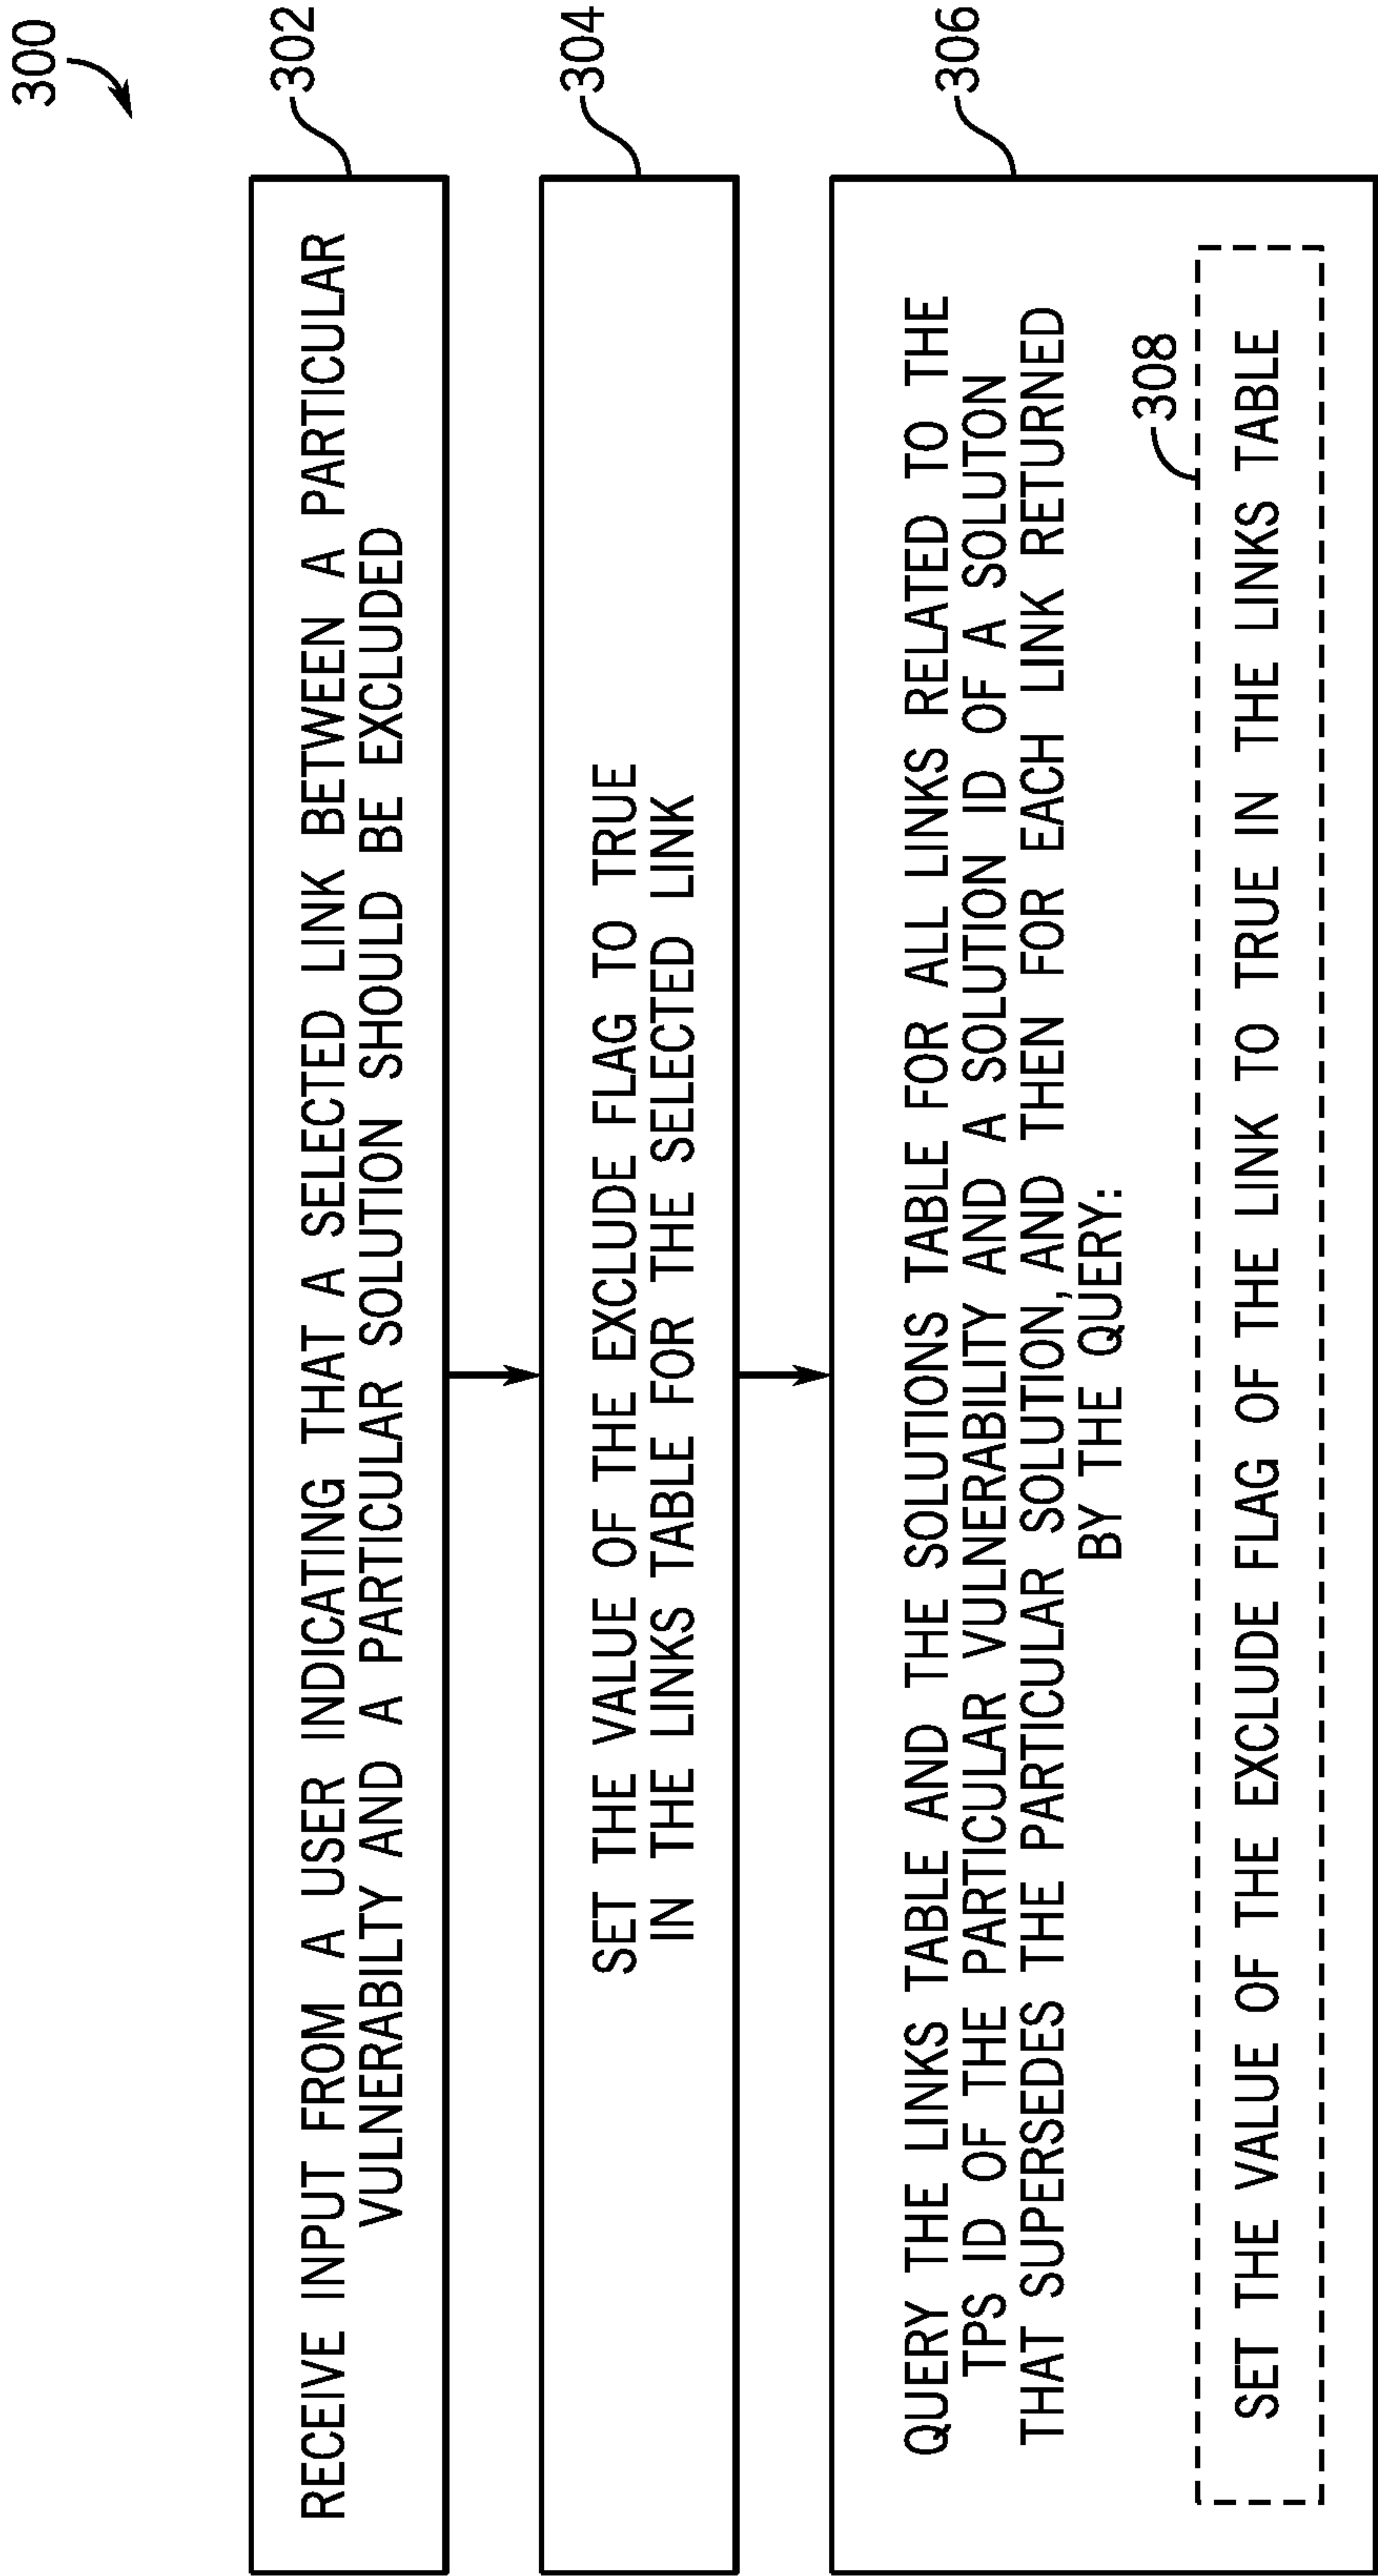 300
302
RECEIVE INPUT FROM A USER INDICATING THAT A SELECTED LINK BETWEEN A PARTICULAR
VULNERABILTY AND A PARTICULAR SOLUTION SHOULD BE EXCLUDED
304
SET THE VALUE OF THE EXCLUDE FLAG TO TRUE
IN THE LINKS TABLE FOR THE SELECTED LINK
306
QUERY THE LINKS TABLE AND THE SOLUTIONS TABLE FOR ALL LINKS RELATED TO THE
TPS ID OF THE PARTICULAR VULNERABILITY AND A SOLUTION ID OF A SOLUTON
THAT SUPERSEDES THE PARTICULAR SOLUTION, AND THEN FOR EACH LINK RETURNED
BY THE QUERY:
308
SET THE VALUE OF THE EXCLUDE FLAG OF THE LINK TO TRUE IN THE LINKS TABLE